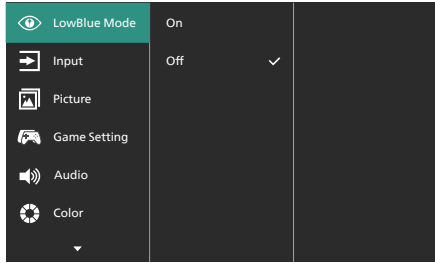 LowBlue Mode
On
Input
Off
Picture
Game Setting
Audio
Color